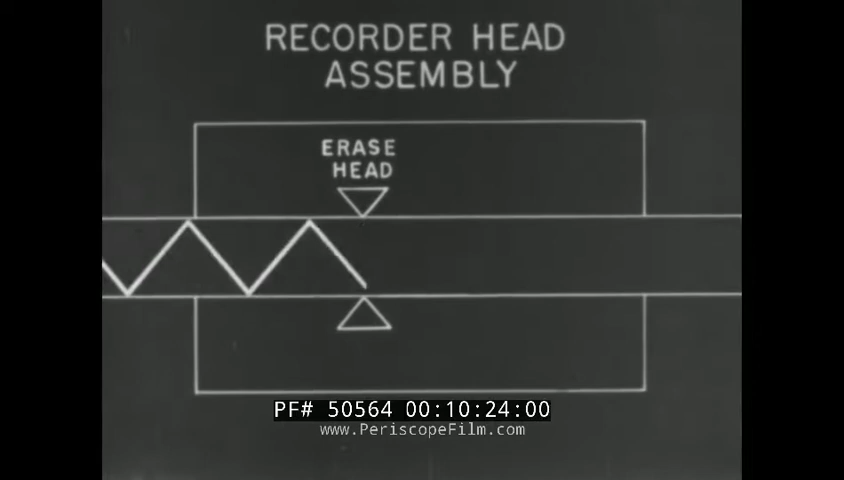 RECORDER HEAD
ASSEMBLY
ERASE
HEAD
PF# 50564 00:10:24:00
www.PeriscopeFilm.com